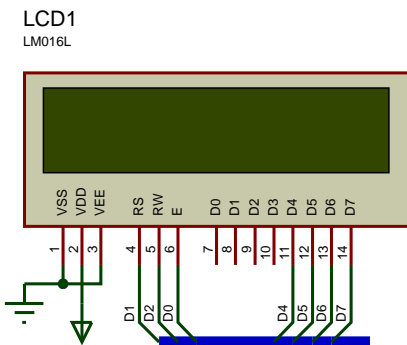 LCD1
LM016L
VSS VDD VEE RS RW E D0 D1 D2 D3 D4 D5 D6 D7
1 2 3 4 5 6 7 8 9 10 11 12 13 14
D1 D2 D0 D4 D5 D6 D7